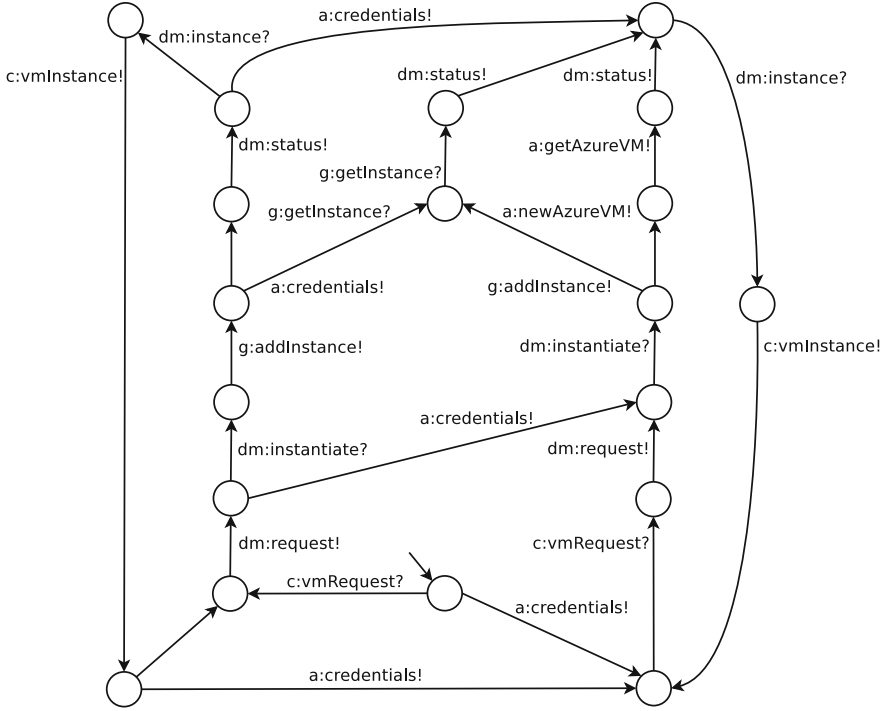 a:credentials!
dm:instance?
c:vmInstance!
dm:status!
dm:status!
dm:instance?
dm:status!
a:getAzureVM!
g:getInstance?
g:getInstance?
a:newAzureVM!
a:credentials!
g:addInstance!
g:addInstance!
dm:instantiate?
c:vmInstance!
a:credentials!
dm:instantiate?
dm:request!
dm:request!
c:vmRequest?
c:vmRequest?
a:credentials!
a:credentials!